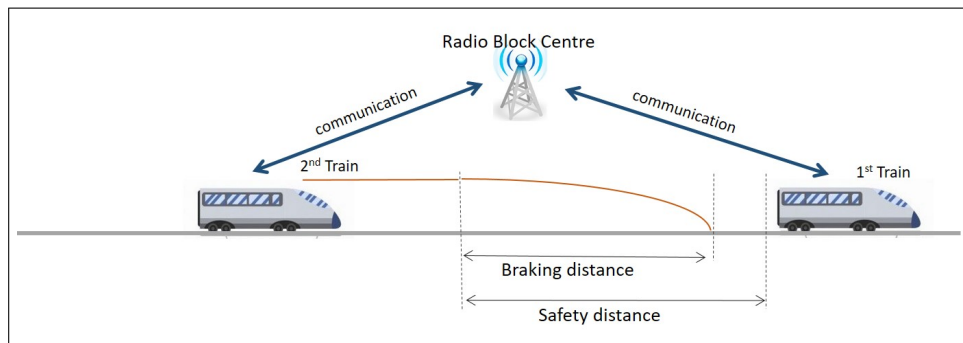 Radio Block Centre
communication
communication
2nd Train
1st Train
Braking distance
Safety distance